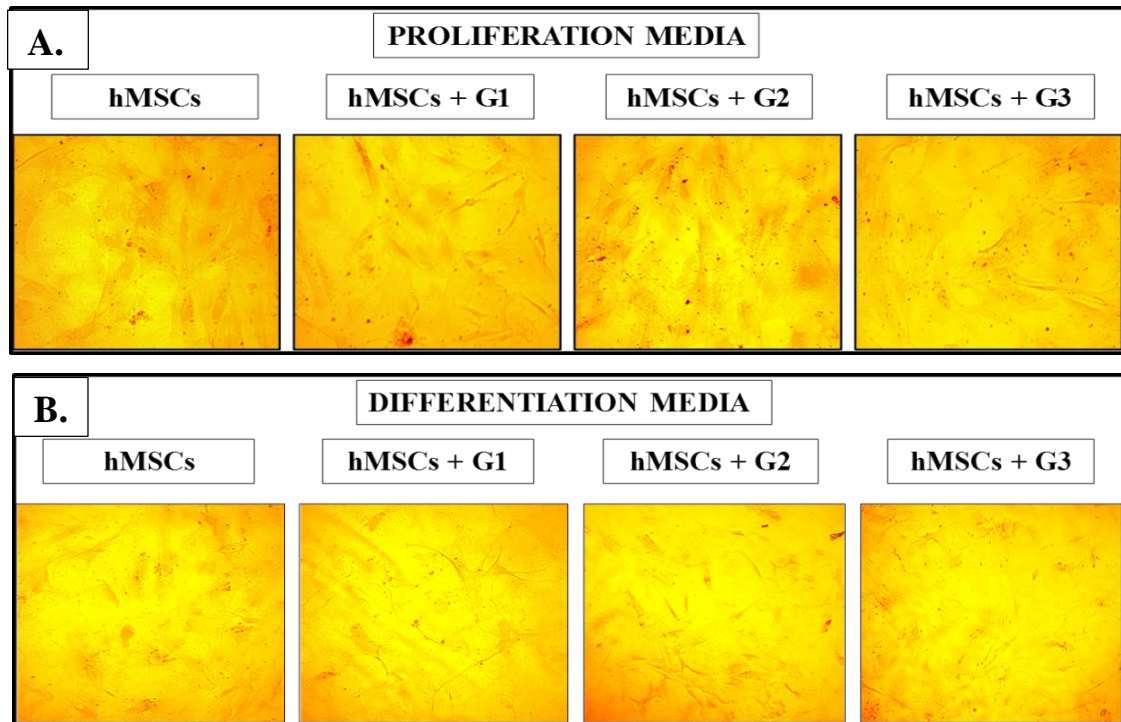 A.
PROLIFERATION MEDIA
hMSCs
hMSCs + G1
hMSCs + G2
hMSCs + G3
B.
DIFFERENTIATION MEDIA
hMSCs
hMSCs + G1
hMSCs + G2
hMSCs + G3